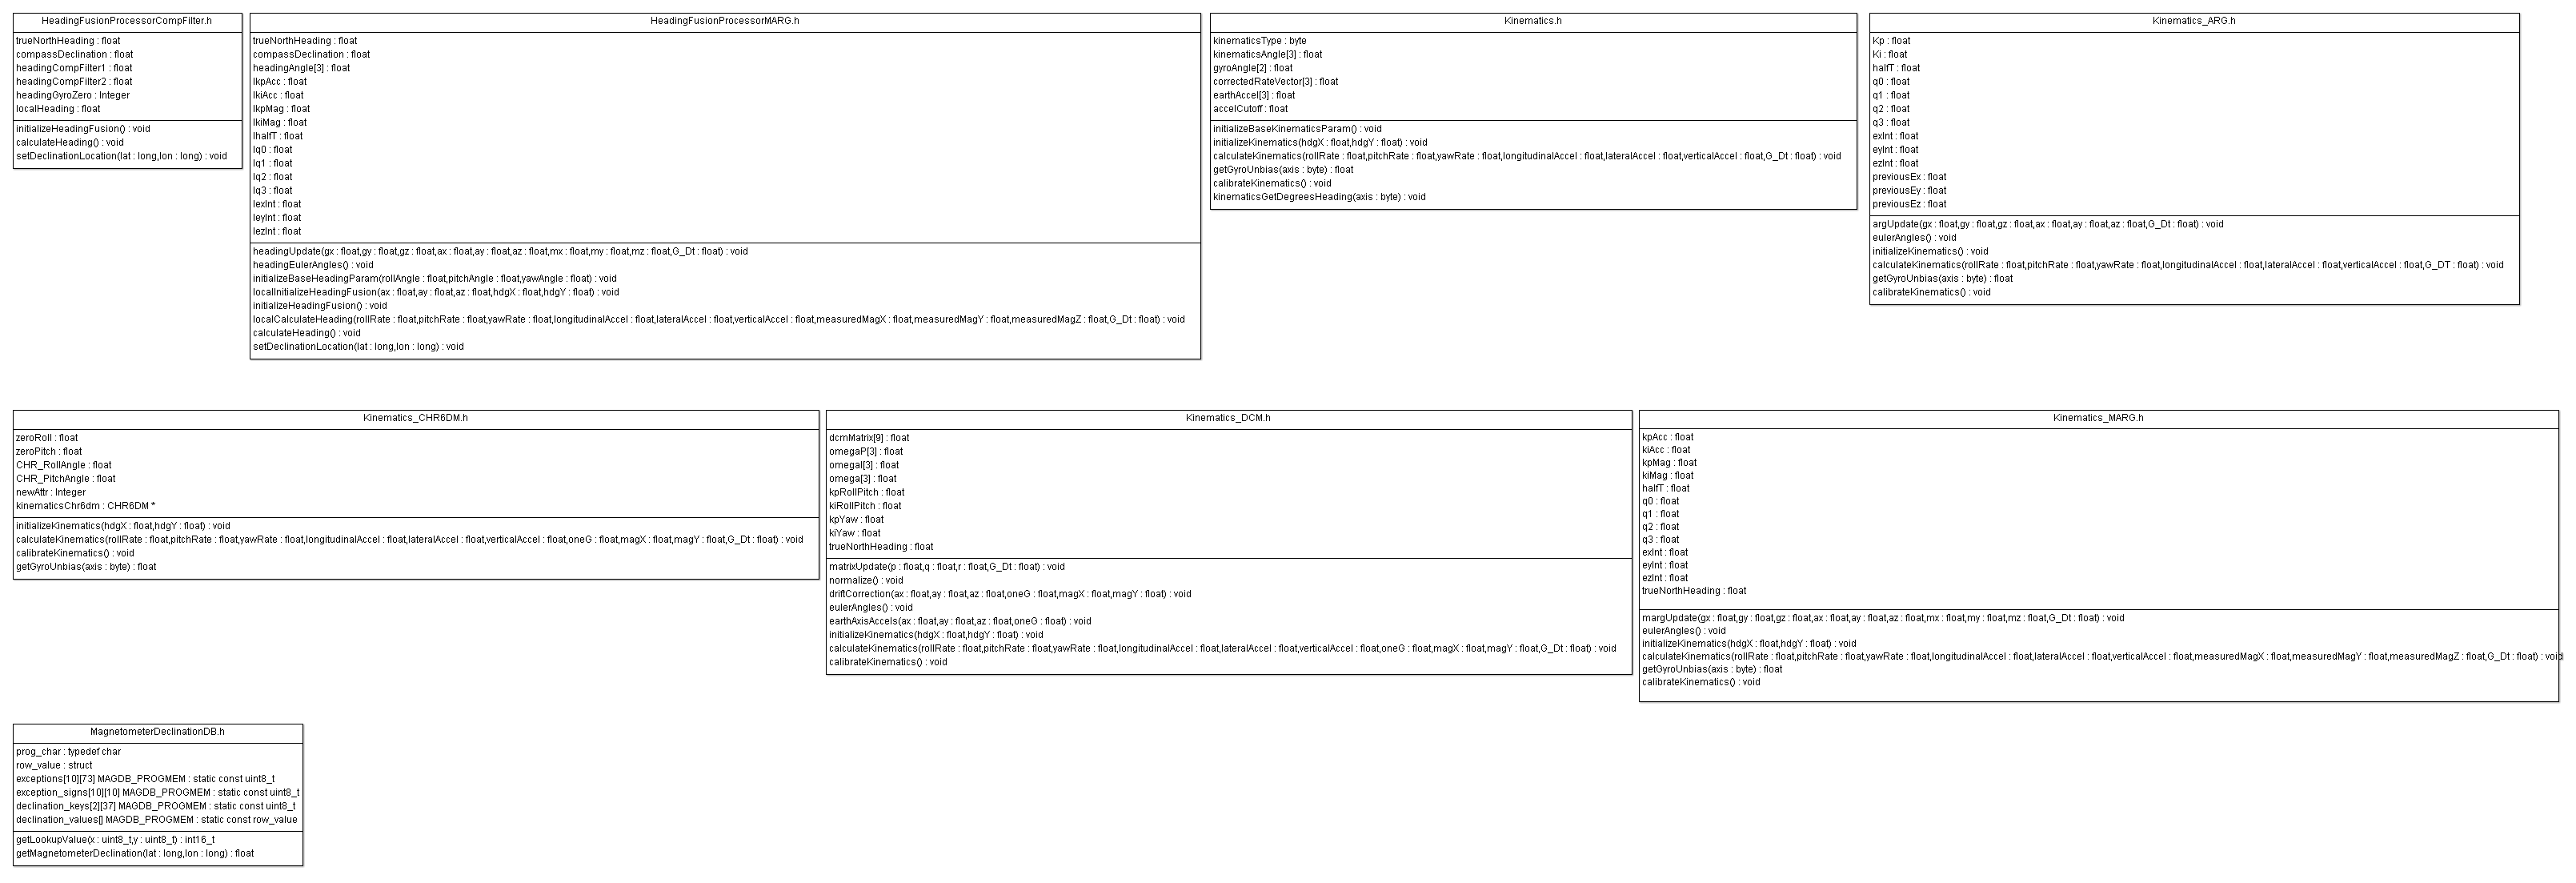 HeadingFusionProcessorCompFilter.h
trueNorthHeading : float
compassDeclination : float
headingCompFilter1 : float
headingCompFilter2 : float
headingGyroZero : Integer
localHeading : float
initializeHeadingFusion() : void
calculateHeading() : void
setDeclinationLocation(lat : long,lon : long) : void
HeadingFusionProcessorMARG.h
trueNorthHeading : float
compassDeclination : float
headingAngle[3] : float
lkpAcc : float
lkiAcc : float
lkpMag : float
lkiMag : float
lhalfT : float
lq0 : float
lq1 : float
lq2 : float
lq3 : float
lexInt : float
leyInt : float
lezInt : float
headingUpdate(gx : float,gy : float,gz : float,ax : float,ay : float,az : float,mx : float,my : float,mz : float,G_Dt : float) : void
headingEulerAngles() : void
initializeBaseHeadingParam(rollAngle : float,pitchAngle : float,yawAngle : float) : void
localInitializeHeadingFusion(ax : float,ay : float,az : float,hdgX : float,hdgY : float) : void
initializeHeadingFusion() : void
localCalculateHeading(rollRate : float,pitchRate : float,yawRate : float,longitudinalAccel : float,lateralAccel : float,verticalAccel : float,measuredMagX : float,measuredMagY : float,measuredMagZ : float,G_Dt : float) : void
calculateHeading() : void
setDeclinationLocation(lat : long,lon : long) : void
Kinematics.h
kinematicsType : byte
kinematicsAngle[3] : float
gyroAngle[2] : float
correctedRateVector[3] : float
earthAccel[3] : float
accelCutoff : float
initializeBaseKinematicsParam() : void
initializeKinematics(hdgX : float,hdgY : float) : void
calculateKinematics(rollRate : float,pitchRate : float,yawRate : float,longitudinalAccel : float,lateralAccel : float,verticalAccel : float,G_Dt : float) : void
getGyroUnbias(axis : byte) : float
calibrateKinematics() : void
kinematicsGetDegreesHeading(axis : byte) : void
Kinematics_ARG.h
Kp : float
Ki : float
halfT : float
q0 : float
q1 : float
q2 : float
q3 : float
exInt : float
eyInt : float
ezInt : float
previousEx : float
previousEy : float
previousEz : float
argUpdate(gx : float,gy : float,gz : float,ax : float,ay : float,az : float,G_Dt : float) : void
eulerAngles() : void
initializeKinematics() : void
calculateKinematics(rollRate : float,pitchRate : float,yawRate : float,longitudinalAccel : float,lateralAccel : float,verticalAccel : float,G_DT : float) : void
getGyroUnbias(axis : byte) : float
calibrateKinematics() : void
Kinematics_CHR6DM.h
zeroRoll : float
zeroPitch : float
CHR_RollAngle : float
CHR_PitchAngle : float
newAttr : Integer
kinematicsChr6dm : CHR6DM *
initializeKinematics(hdgX : float,hdgY : float) : void
calculateKinematics(rollRate : float,pitchRate : float,yawRate : float,longitudinalAccel : float,lateralAccel : float,verticalAccel : float,oneG : float,magX : float,magY : float,G_Dt : float) : void
calibrateKinematics() : void
getGyroUnbias(axis : byte) : float
Kinematics_DCM.h
dcmMatrix[9] : float
omegaP[3] : float
omegaI[3] : float
omega[3] : float
kpRollPitch : float
kiRollPitch : float
kpYaw : float
kiYaw : float
trueNorthHeading : float
matrixUpdate(p : float,q : float,r : float,G_Dt : float) : void
normalize() : void
driftCorrection(ax : float,ay : float,az : float,oneG : float,magX : float,magY : float) : void
eulerAngles() : void
earthAxisAccels(ax : float,ay : float,az : float,oneG : float) : void
initializeKinematics(hdgX : float,hdgY : float) : void
calculateKinematics(rollRate : float,pitchRate : float,yawRate : float,longitudinalAccel : float,lateralAccel : float,verticalAccel : float,oneG : float,magX : float,magY : float,G_Dt : float) : void
calibrateKinematics() : void
Kinematics_MARG.h
kpAcc : float
kiAcc : float
kpMag : float
kiMag : float
halfT : float
q0 : float
q1 : float
q2 : float
q3 : float
exInt : float
eyInt : float
ezInt : float
trueNorthHeading : float
margUpdate(gx : float,gy : float,gz : float,ax : float,ay : float,az : float,mx : float,my : float,mz : float,G_Dt : float) : void
eulerAngles() : void
initializeKinematics(hdgX : float,hdgY : float) : void
calculateKinematics(rollRate : float,pitchRate : float,yawRate : float,longitudinalAccel : float,lateralAccel : float,verticalAccel : float,measuredMagX : float,measuredMagY : float,measuredMagZ : float,G_Dt : float) : void
getGyroUnbias(axis : byte) : float
calibrateKinematics() : void
MagnetometerDeclinationDB.h
prog_char : typedef char
row_value : struct
exceptions[10][73] MAGDB_PROGMEM : static const uint8_t
exception_signs[10][10] MAGDB_PROGMEM : static const uint8_t
declination_keys[2][37] MAGDB_PROGMEM : static const uint8_t
declination_values[] MAGDB_PROGMEM : static const row_value
getLookupValue(x : uint8_t,y : uint8_t) : int16_t
getMagnetometerDeclination(lat : long,lon : long) : float